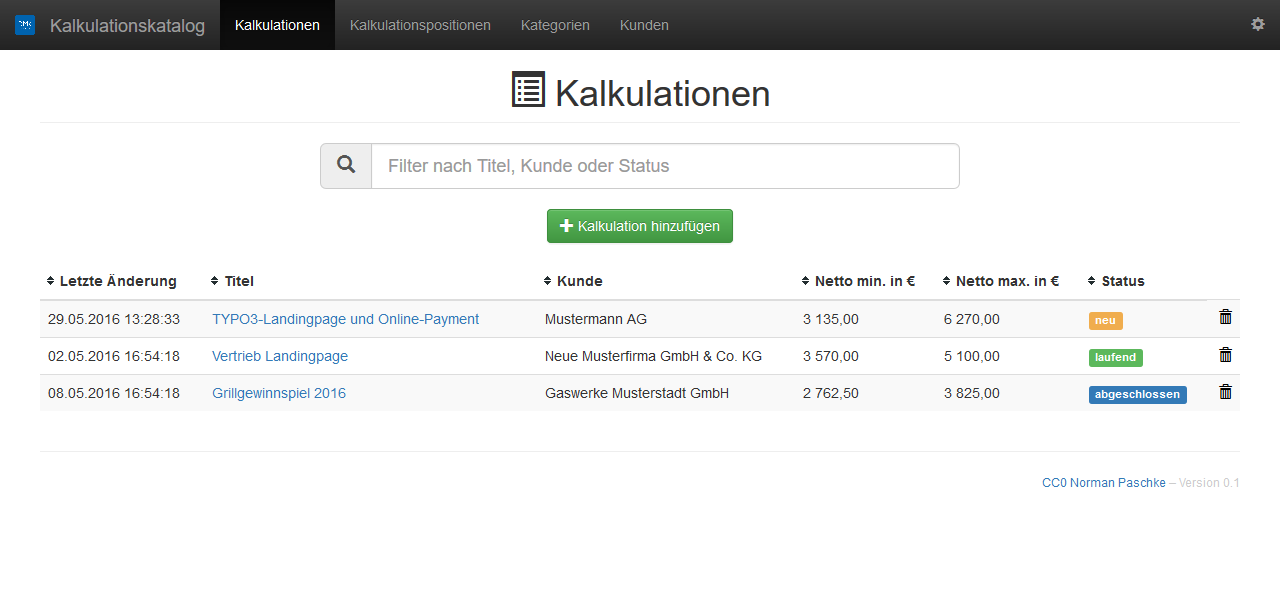 Kalkulationskatalog Kalkulationen Kalkulationspositionen Kategorien Kunden
Kalkulationen
Filter nach Titel, Kunde oder Status
Kalkulation hinzufügen
Letzte Änderung Titel Kunde Netto min. in € Netto max. in € Status
29.05.2016 13:28:33 TYPO3-Landingpage und Online-Payment Mustermann AG 3 135,00 6 270,00 neu
02.05.2016 16:54:18 Vertrieb Landingpage Neue Musterfirma GmbH & Co. KG 3 570,00 5 100,00 laufend
08.05.2016 16:54:18 Grillgewinnspiel 2016 Gaswerke Musterstadt GmbH 2 762,50 3 825,00 abgeschlossen
CC0 Norman Paschke – Version 0.1